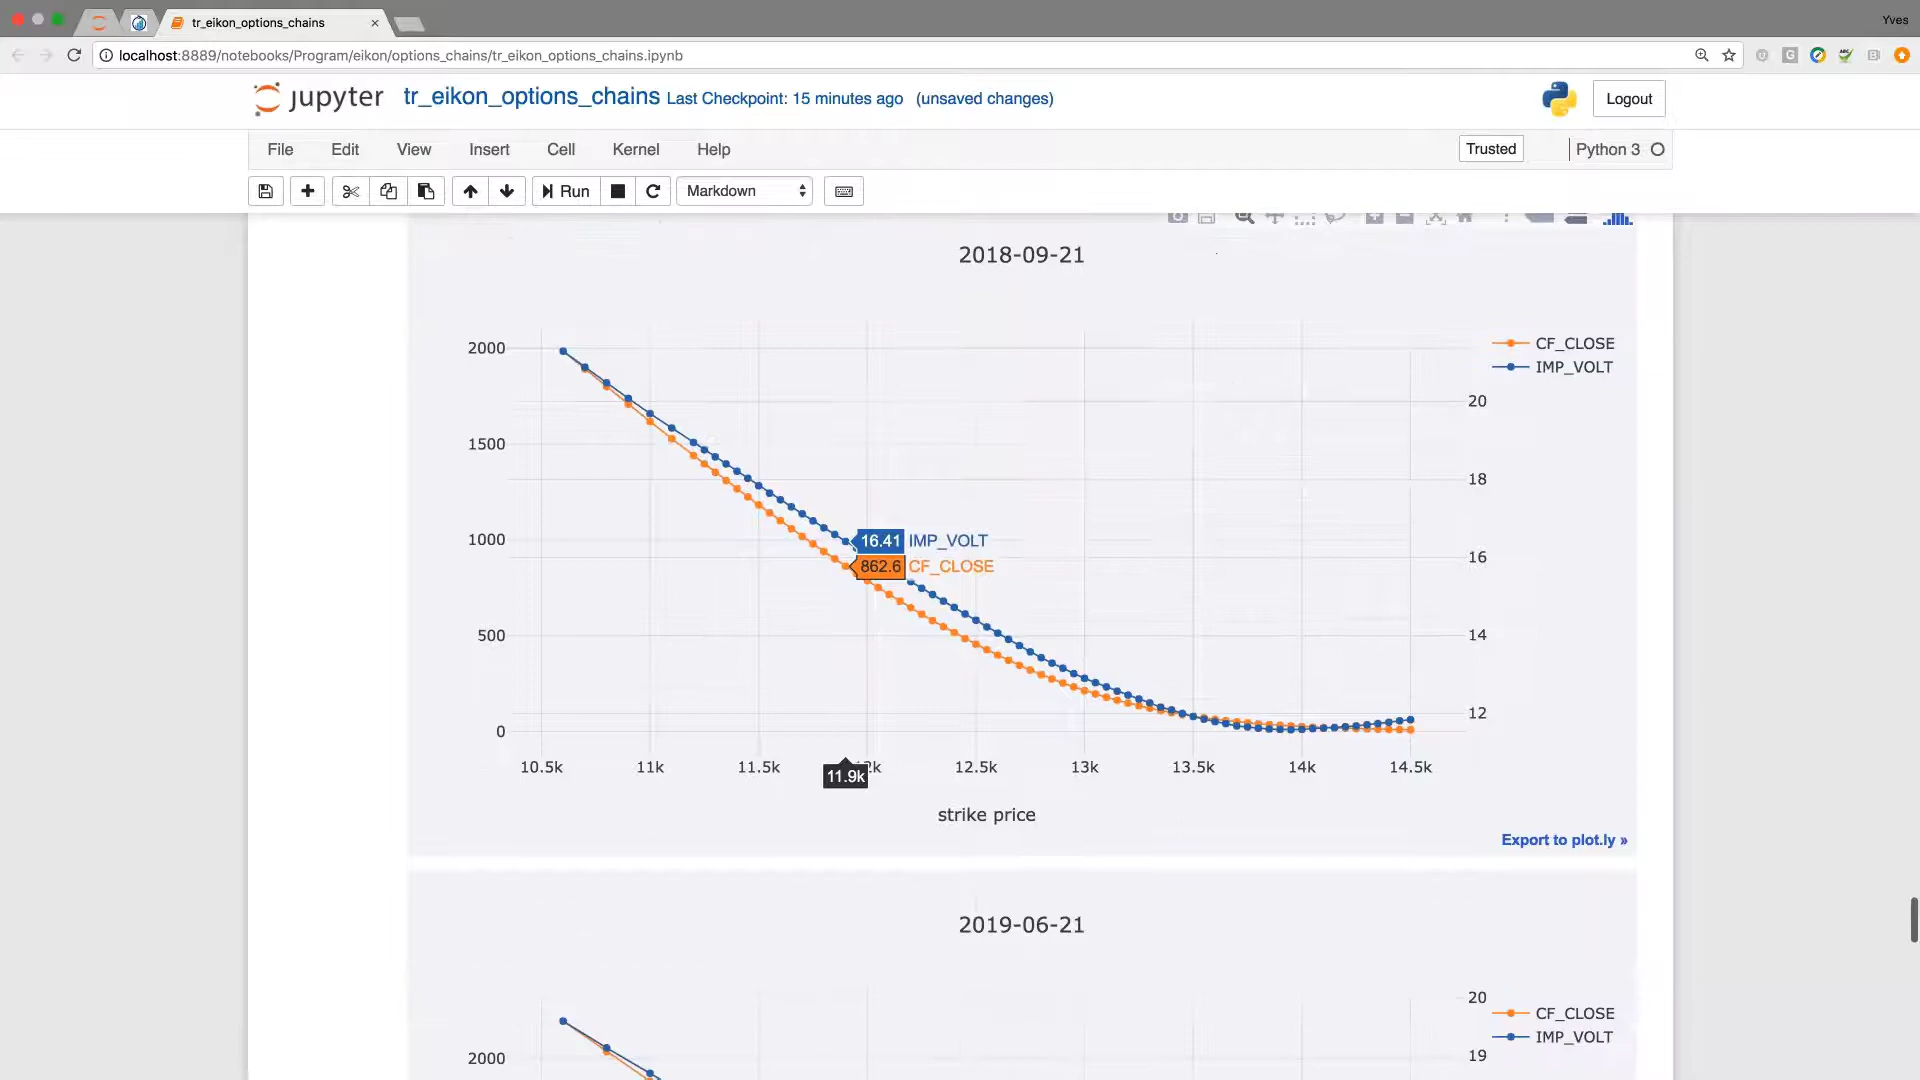 tr_eikon_options_chains
Yves
localhost:8889/notebooks/Program/eikon/options_chains/tr_eikon_options_chains.ipynb
jupyter tr_eikon_options_chains Last Checkpoint: 15 minutes ago (unsaved changes)
Logout
File Edit View Insert Cell Kernel Help
Trusted
Python 3
Run
Markdown
2018-09-21
2000
1500
1000
500
0
CF_CLOSE
IMP_VOLT
20
18
16
14
12
16.41 IMP_VOLT
862.6 CF_CLOSE
10.5k 11k 11.5k 11.9k 12.5k 13k 13.5k 14k 14.5k
strike price
Export to plot.ly »
2019-06-21
20
CF_CLOSE
IMP_VOLT
2000
19